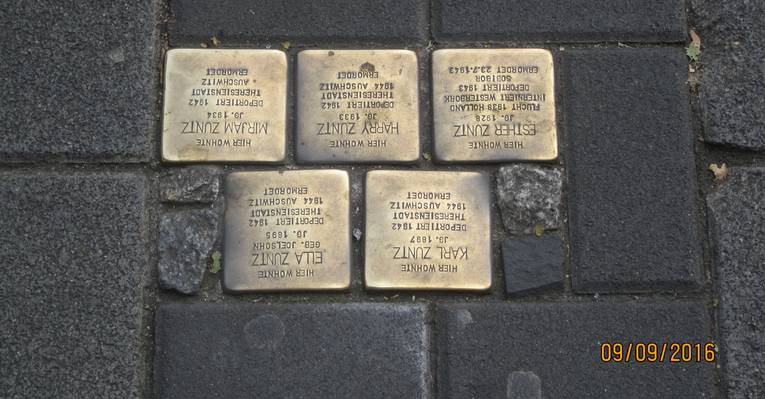 HIER WOHNTE
KARL ZUNTZ
JG. 1897
DEPORTIERT 1942
THERESIENSTADT
1944 AUSCHWITZ
ERMORDET
HIER WOHNTE
ELLA ZUNTZ
GEB. JOELSOHN
JG. 1895
DEPORTIERT 1942
THERESIENSTADT
1944 AUSCHWITZ
ERMORDET
HIER WOHNTE
ESTHER ZUNTZ
JG. 1928
FLUCHT 1938 HOLLAND
INTERNIERT WESTERBORK
DEPORTIERT 1943
SOBIBOR
ERMORDET 23.7.1943
HIER WOHNTE
HARRY ZUNTZ
JG. 1933
DEPORTIERT 1942
THERESIENSTADT
1944 AUSCHWITZ
ERMORDET
HIER WOHNTE
MIRJAM ZUNTZ
JG. 1934
DEPORTIERT 1942
THERESIENSTADT
AUSCHWITZ
ERMORDET
09/09/2016